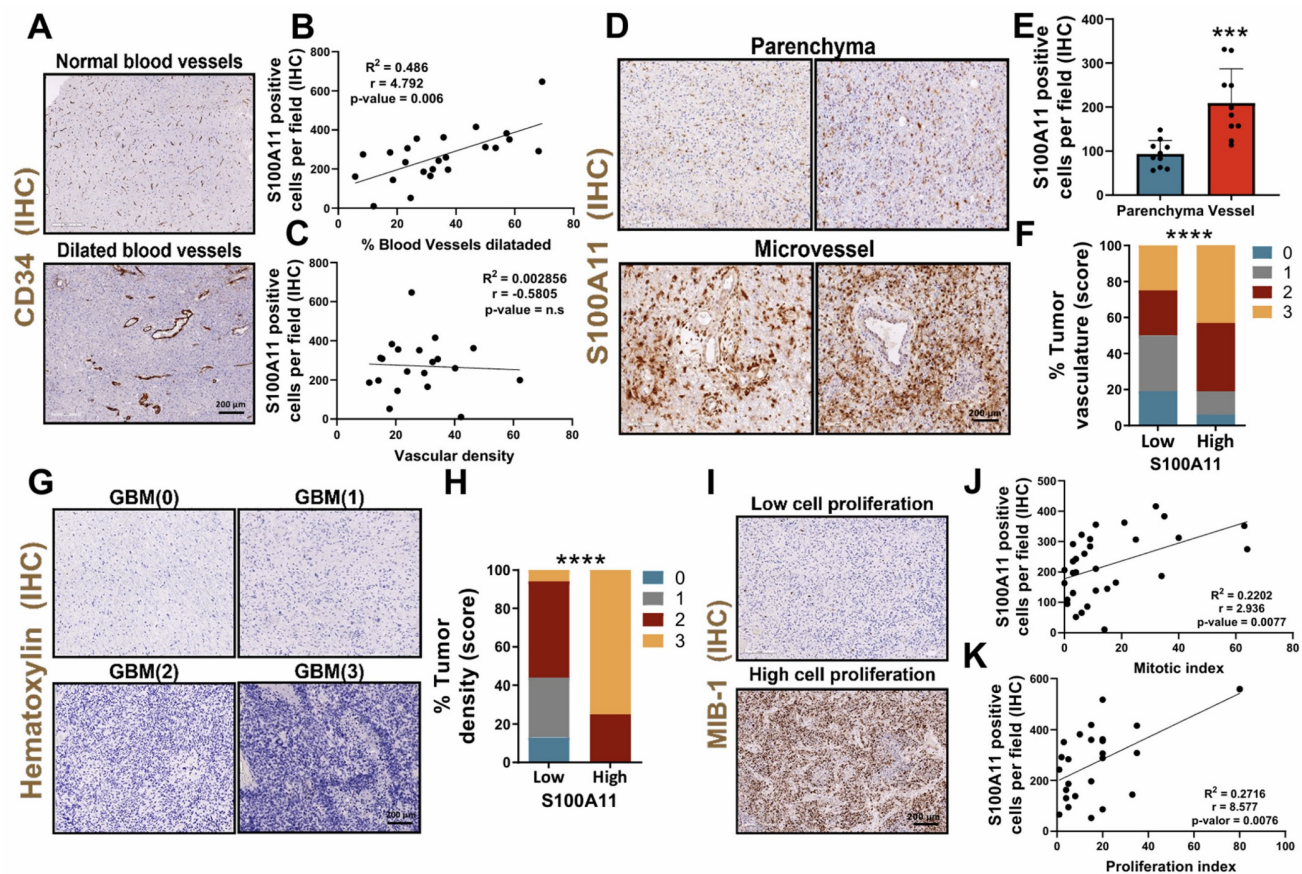 A
Normal blood vessels
Dilated blood vessels
CD34 (IHC)
200 µm
B
S100A11 positive
cells per field (IHC)
800
600
400
200
0
R² = 0.486
r = 4.792
p-value = 0.006
0 20 40 60 80
% Blood Vessels dilataded
C
S100A11 positive
cells per field (IHC)
800
600
400
200
0
R² = 0.002856
r = -0.5805
p-value = n.s
0 20 40 60 80
Vascular density
D
Parenchyma
Microvessel
S100A11 (IHC)
200 µm
E
S100A11 positive
cells per field (IHC)
400
300
200
100
0
***
Parenchyma Vessel
F
% Tumor
vasculature (score)
100
80
60
40
20
0
****
0
1
2
3
Low High
S100A11
G
GBM(0) GBM(1)
GBM(2) GBM(3)
Hematoxylin (IHC)
200 µm
H
% Tumor
density (score)
100
80
60
40
20
0
****
0
1
2
3
Low High
S100A11
I
Low cell proliferation
High cell proliferation
MIB-1 (IHC)
200 µm
J
S100A11 positive
cells per field (IHC)
500
400
300
200
100
0
R² = 0.2202
r = 2.936
p-value = 0.0077
0 20 40 60 80
Mitotic index
K
S100A11 positive
cells per field (IHC)
600
400
200
0
R² = 0.2716
r = 8.577
p-valor = 0.0076
0 20 40 60 80 100
Proliferation index